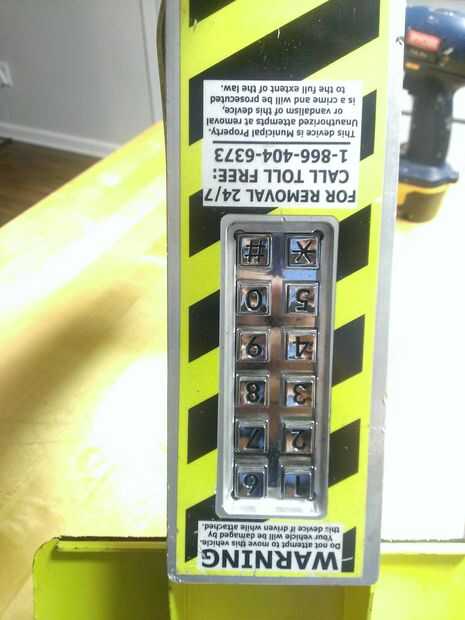 WARNING
Do not attempt to move this vehicle.
Your vehicle will be damaged by
this device if driven while attached.
1 6
2 7
3 8
4 9
5 0
* #
FOR REMOVAL 24/7
CALL TOLL FREE:
1-866-404-6373
This device is Municipal Property.
Unauthorized attempts at removal
or vandalism of this device,
is a crime and will be prosecuted
to the full extent of the law.